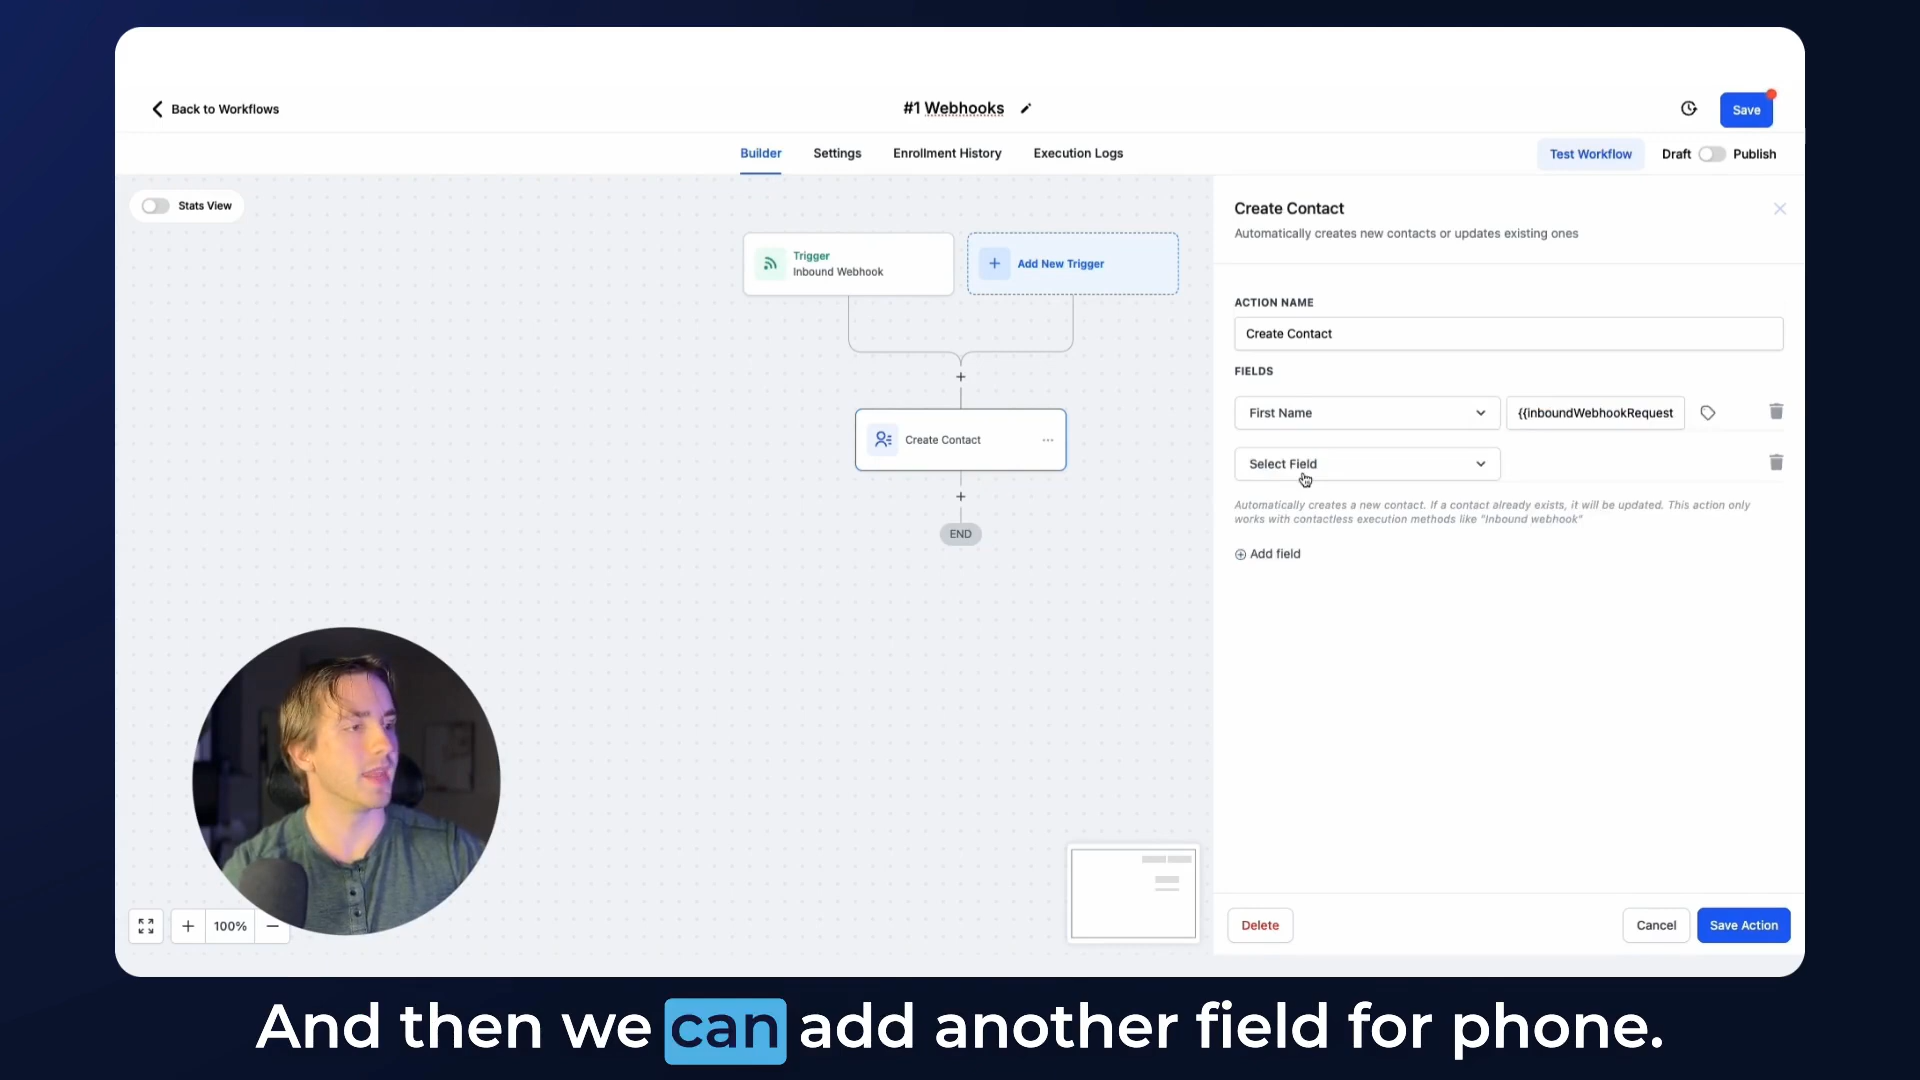 Back to Workflows
#1 Webhooks
Save
Builder
Settings
Enrollment History
Execution Logs
Test Workflow
Draft
Publish
Stats View
Trigger
Inbound Webhook
Add New Trigger
Create Contact
END
100%
Create Contact
Automatically creates new contacts or updates existing ones
ACTION NAME
Create Contact
FIELDS
First Name
{{inboundWebhookRequest
Select Field
Automatically creates a new contact. If a contact already exists, it will be updated. This action only
works with contactless execution methods like "Inbound webhook"
Add field
Delete
Cancel
Save Action
And then we can add another field for phone.